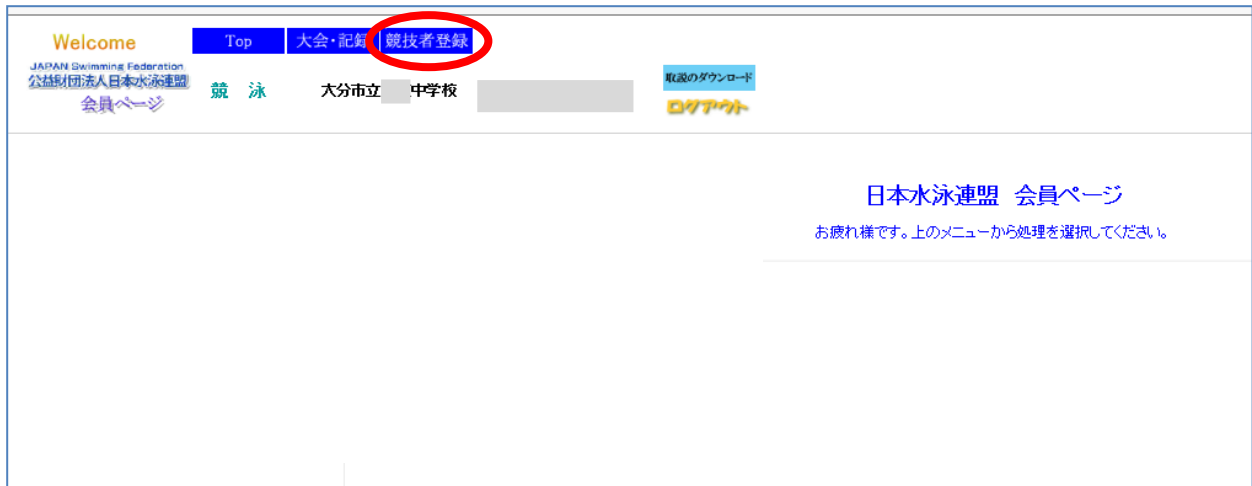 Welcome
Top
大会・記録
競技者登録
JAPAN Swimming Federation
公益財団法人日本水泳連盟
会員ページ
競 泳
大分市立 中学校
取説のダウンロード
ログアウト
日本水泳連盟 会員ページ
お疲れ様です。上のメニューから処理を選択してください。